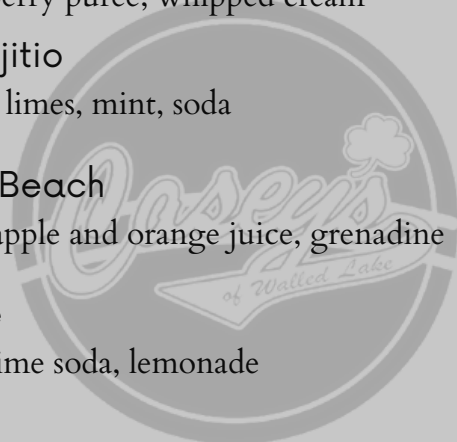 erry puree, whipped cream
jitio
limes, mint, soda
Beach
apple and orange juice, grenadine
ime soda, lemonade
Casey's
of Walled Lake